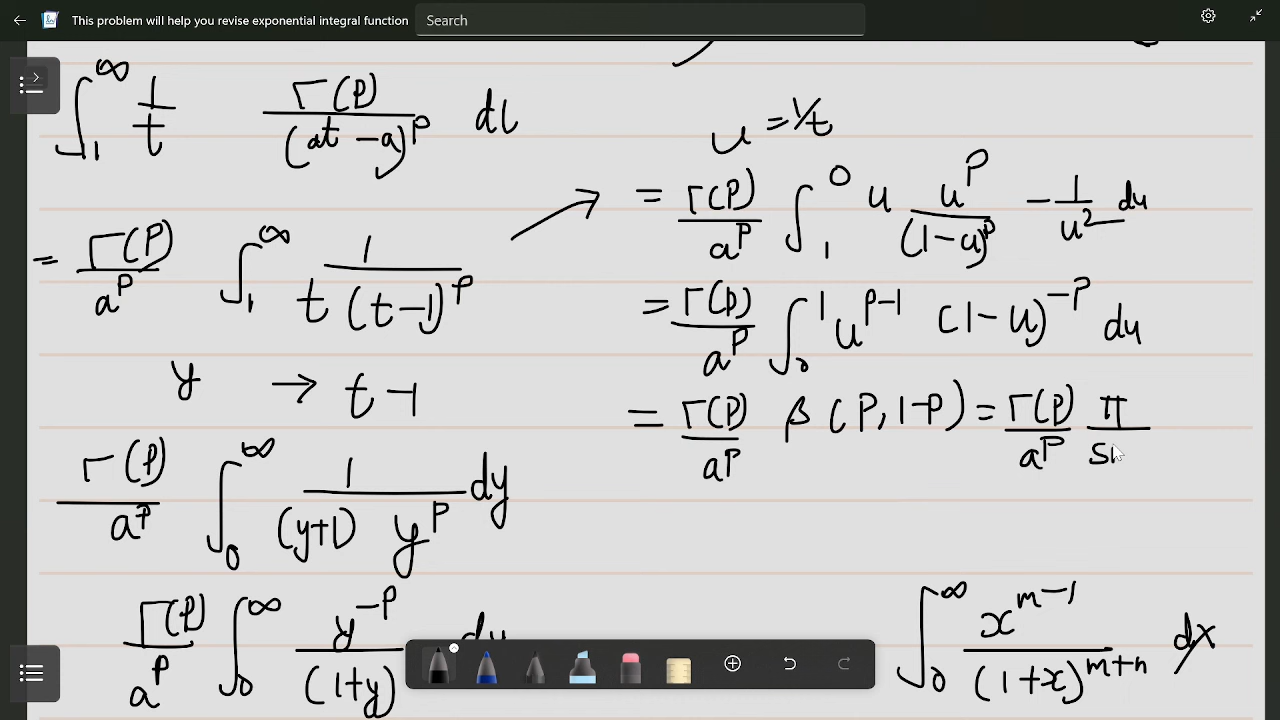 This problem will help you revise exponential integral function
Search
∫₁^∞ 1/t Γ(P)/(at − a)^P dt
u = 1/t
= Γ(P)/a^P ∫₁^0 u u^P/(1−u)^P −1/u² du
= Γ(P)/a^P ∫₁^∞ 1/(t (t−1)^P)
= Γ(P)/a^P ∫₀^1 u^(P−1) (1−u)^(−P) du
y → t −1
= Γ(P)/a^P β(P, 1−P) = Γ(P)/a^P π/si
Γ(P)/a^P ∫₀^∞ 1/((y+1) y^P) dy
Γ(P)/a^P ∫₀^∞ y^(−P)/(1+y) dy
∫₀^∞ x^(m−1)/(1+x)^(m+n) dx